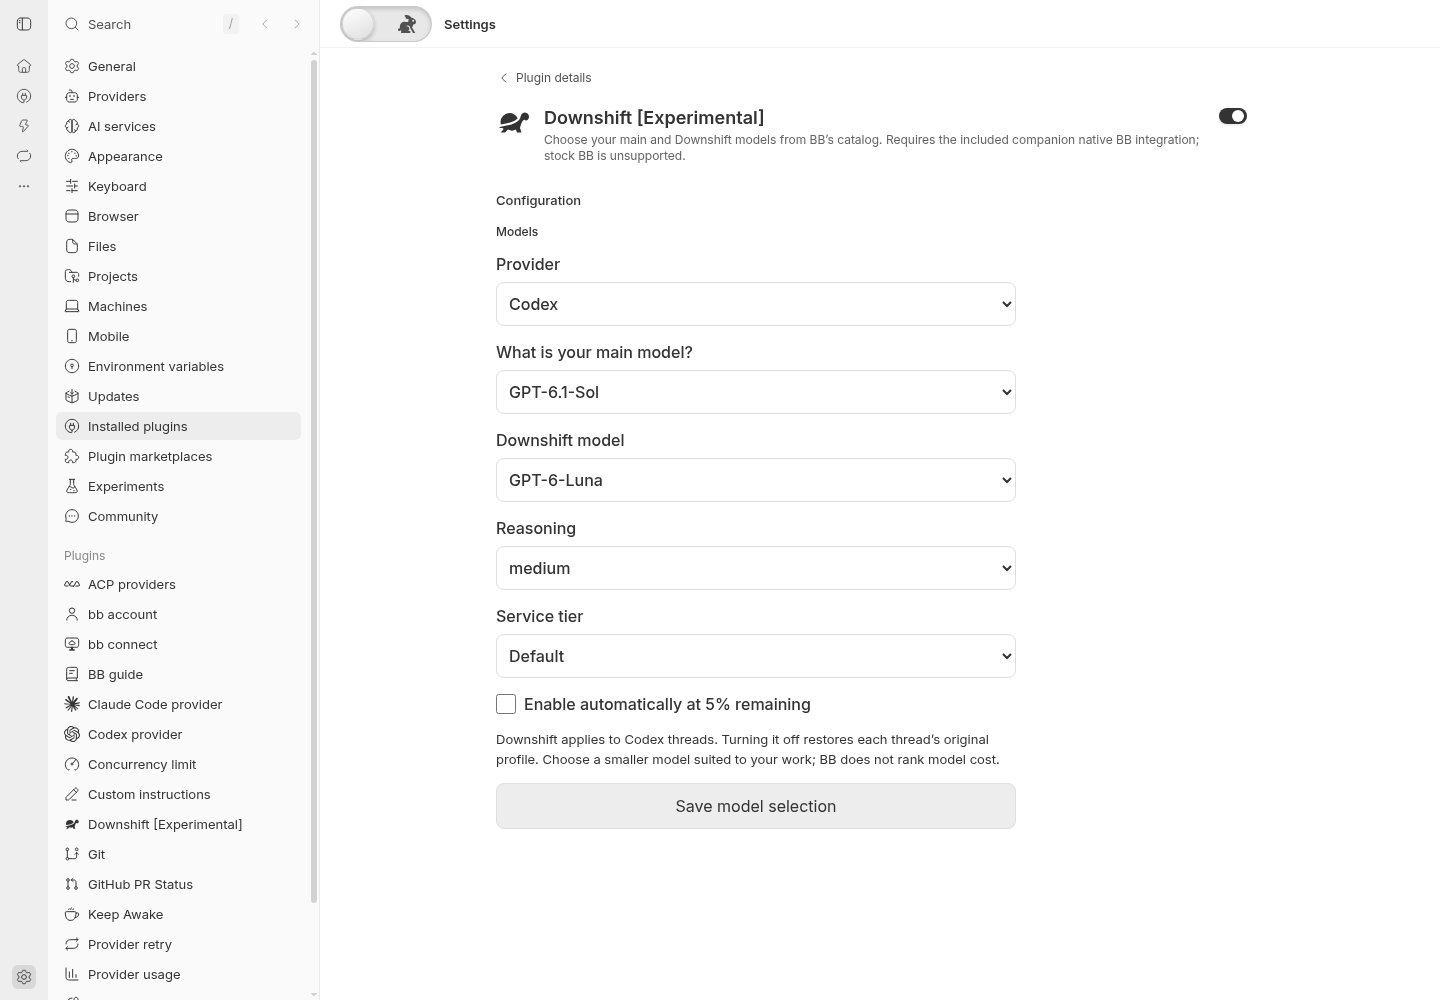 Search
/
General
Providers
AI services
Appearance
Keyboard
Browser
Files
Projects
Machines
Mobile
Environment variables
Updates
Installed plugins
Plugin marketplaces
Experiments
Community
Plugins
ACP providers
bb account
bb connect
BB guide
Claude Code provider
Codex provider
Concurrency limit
Custom instructions
Downshift [Experimental]
Git
GitHub PR Status
Keep Awake
Provider retry
Provider usage
Settings
Plugin details
Downshift [Experimental]
Choose your main and Downshift models from BB’s catalog. Requires the included companion native BB integration;
stock BB is unsupported.
Configuration
Models
Provider
Codex
What is your main model?
GPT-6.1-Sol
Downshift model
GPT-6-Luna
Reasoning
medium
Service tier
Default
Enable automatically at 5% remaining
Downshift applies to Codex threads. Turning it off restores each thread’s original
profile. Choose a smaller model suited to your work; BB does not rank model cost.
Save model selection